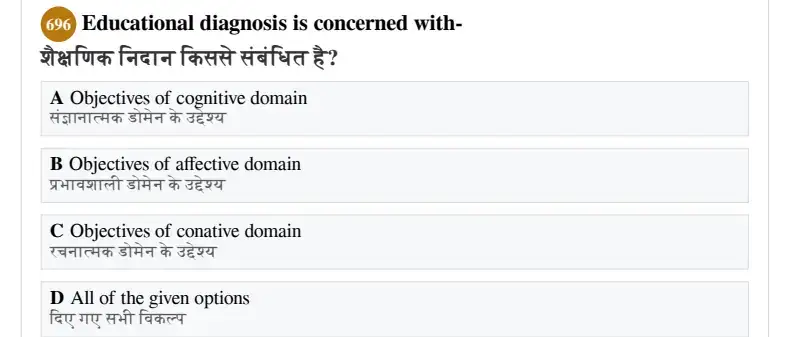 696 Educational diagnosis is concerned with-
शैक्षणिक निदान किससे संबंधित है?
A Objectives of cognitive domain
संज्ञानात्मक डोमेन के उद्देश्य
B Objectives of affective domain
प्रभावशाली डोमेन के उद्देश्य
C Objectives of conative domain
रचनात्मक डोमेन के उद्देश्य
D All of the given options
दिए गए सभी विकल्प